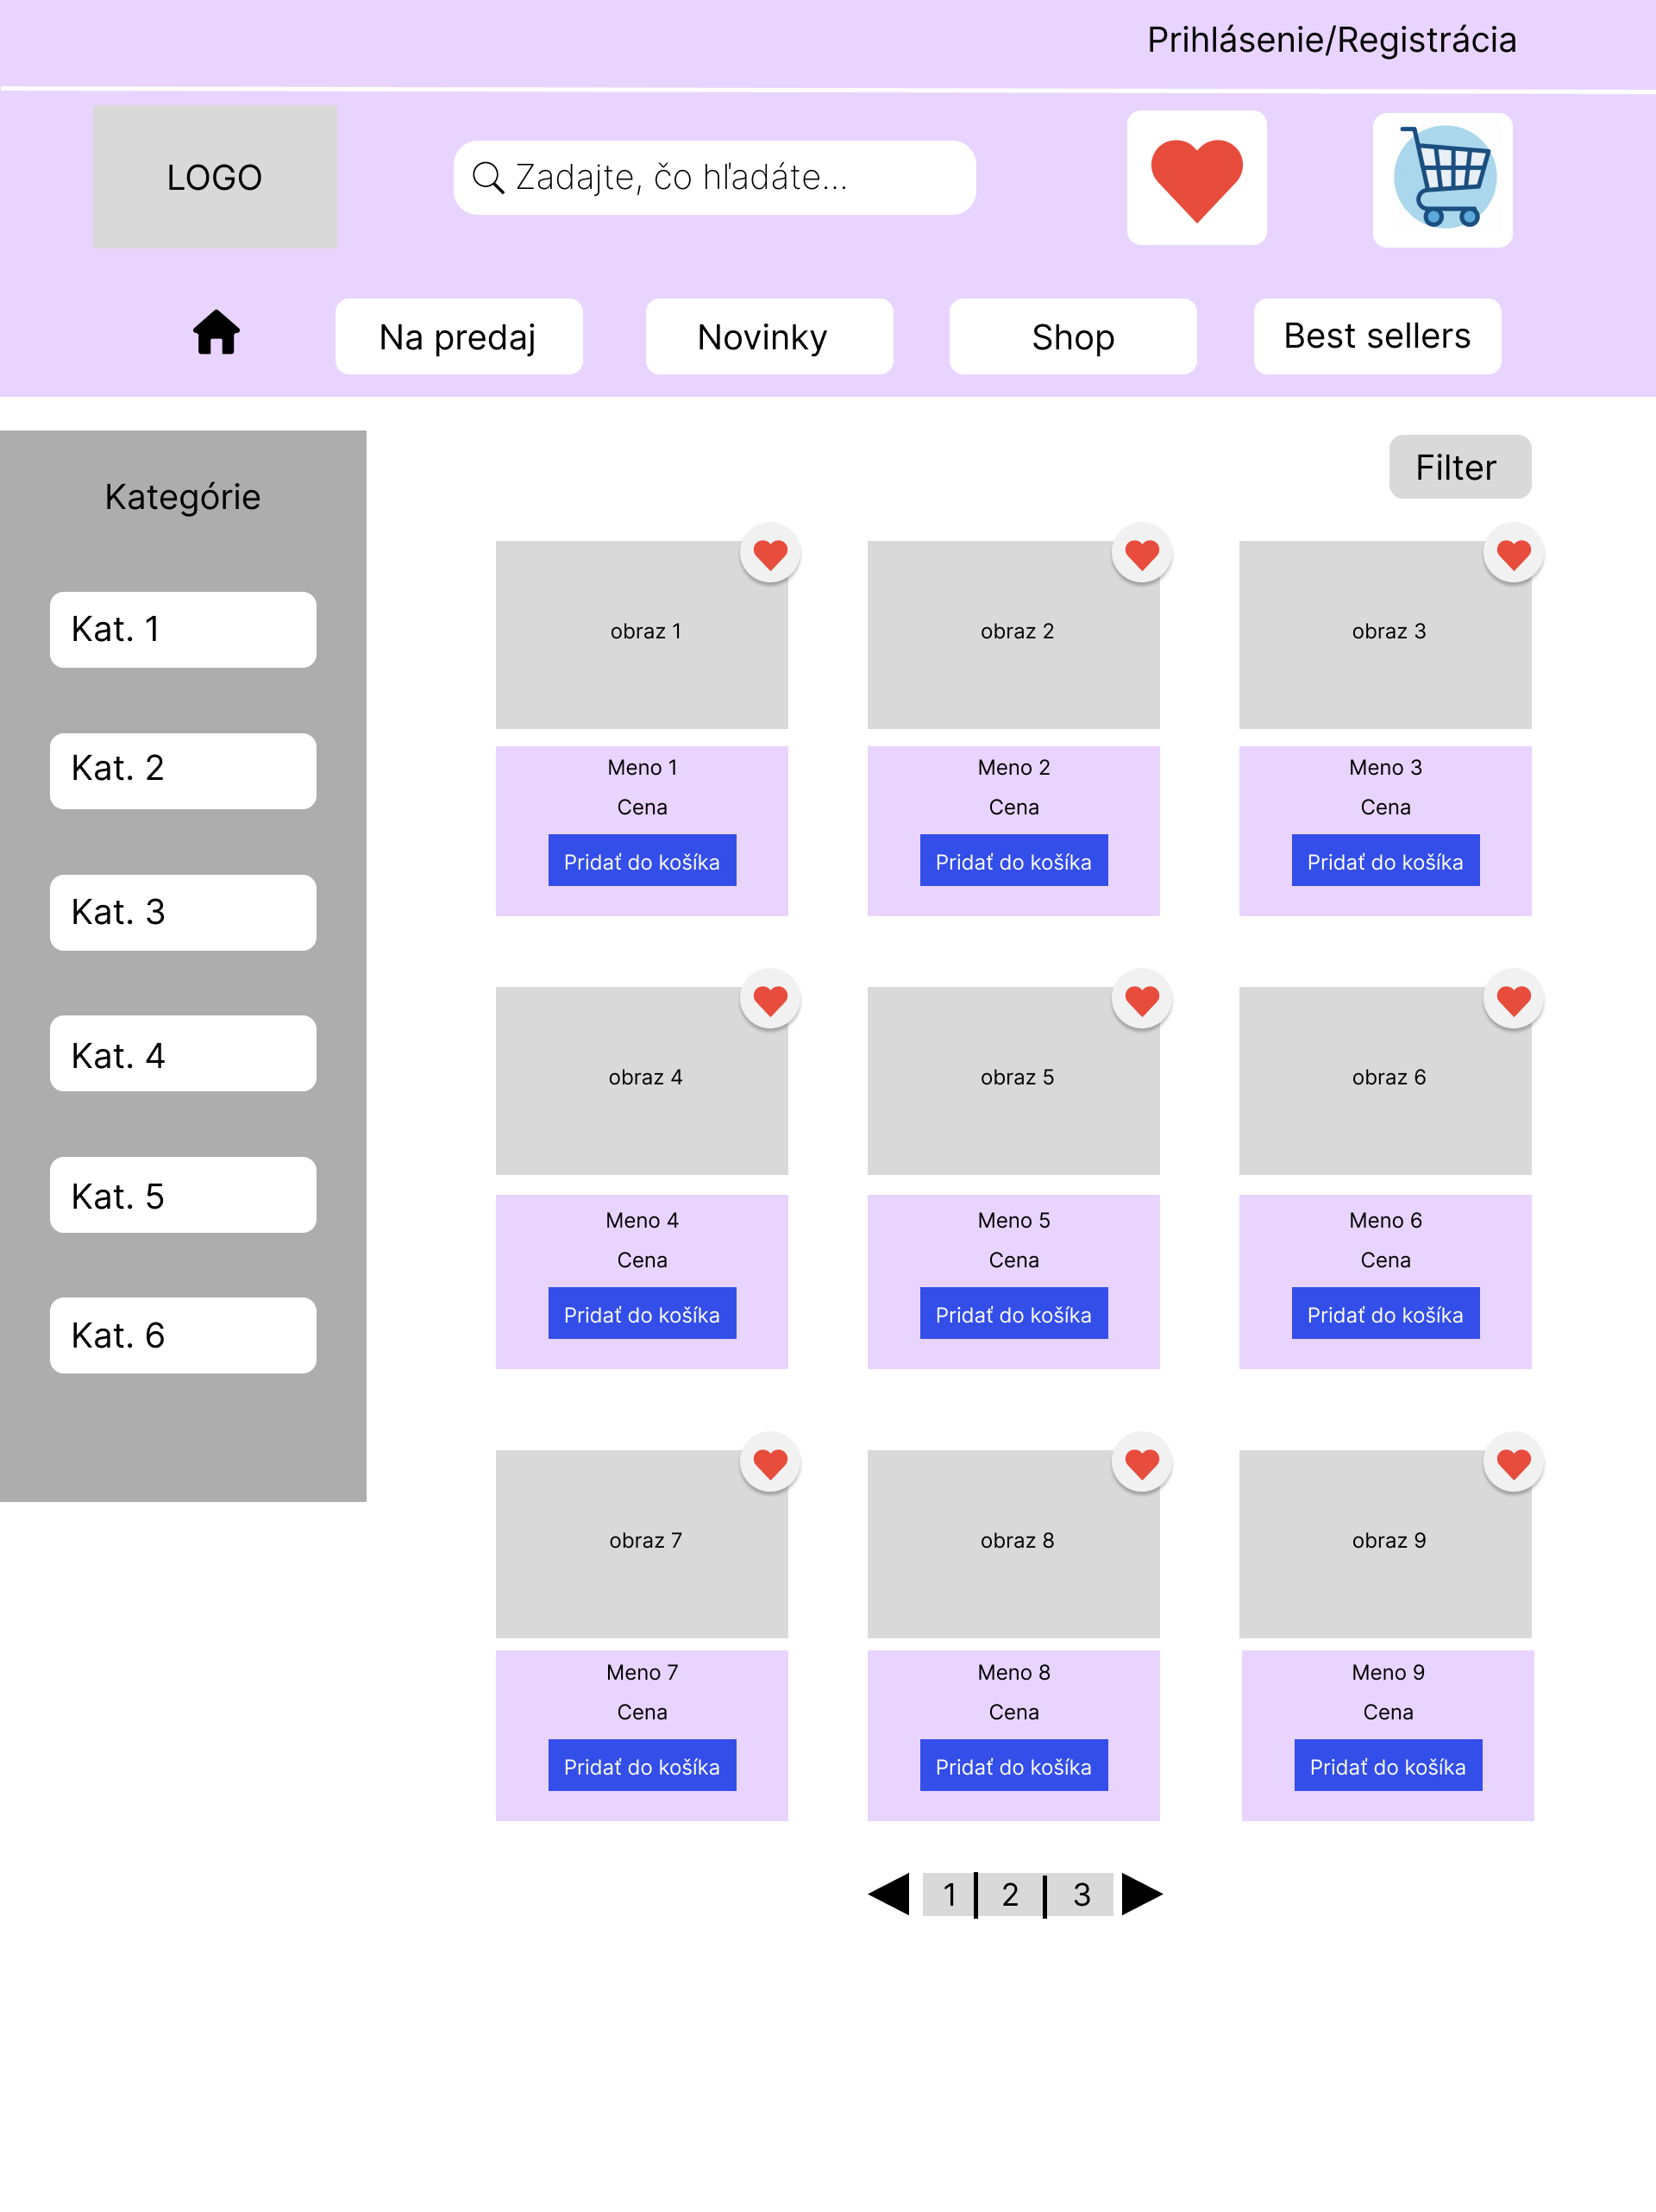 Prihlásenie/Registrácia
LOGO
Zadajte, čo hľadáte...
Na predaj
Novinky
Shop
Best sellers
Kategórie
Kat. 1
Kat. 2
Kat. 3
Kat. 4
Kat. 5
Kat. 6
Filter
obraz 1
obraz 2
obraz 3
Meno 1
Cena
Pridať do košíka
Meno 2
Cena
Pridať do košíka
Meno 3
Cena
Pridať do košíka
obraz 4
obraz 5
obraz 6
Meno 4
Cena
Pridať do košíka
Meno 5
Cena
Pridať do košíka
Meno 6
Cena
Pridať do košíka
obraz 7
obraz 8
obraz 9
Meno 7
Cena
Pridať do košíka
Meno 8
Cena
Pridať do košíka
Meno 9
Cena
Pridať do košíka
1 2 3